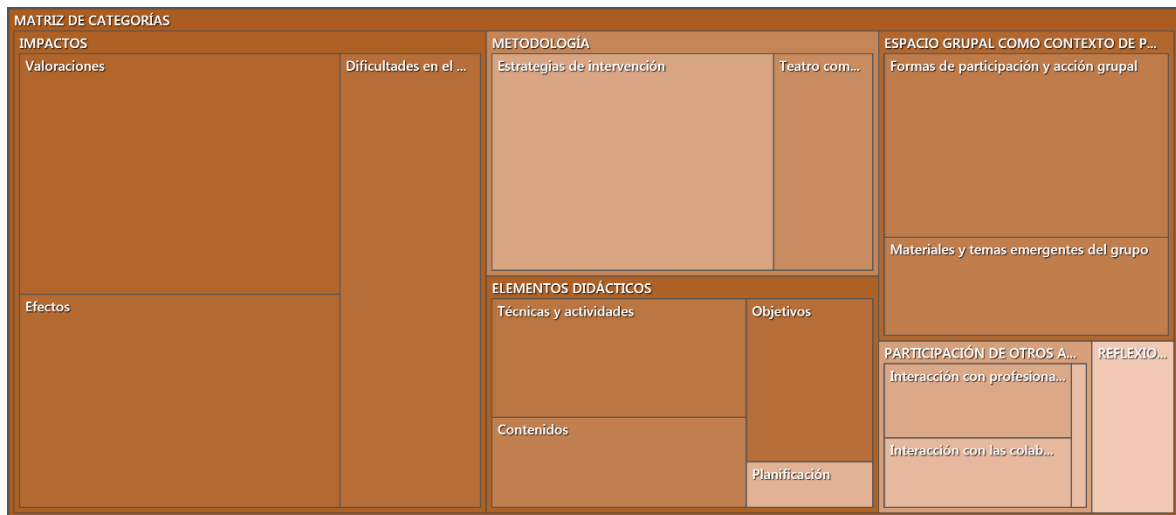 MATRIZ DE CATEGORÍAS
IMPACTOS
Valoraciones
Dificultades en el ...
Efectos
METODOLOGÍA
Estrategias de intervención
Teatro com...
ELEMENTOS DIDÁCTICOS
Técnicas y actividades
Objetivos
Contenidos
Planificación
ESPACIO GRUPAL COMO CONTEXTO DE P...
Formas de participación y acción grupal
Materiales y temas emergentes del grupo
PARTICIPACIÓN DE OTROS A...
Interacción con profesiona...
Interacción con las colab...
REFLEXIO...